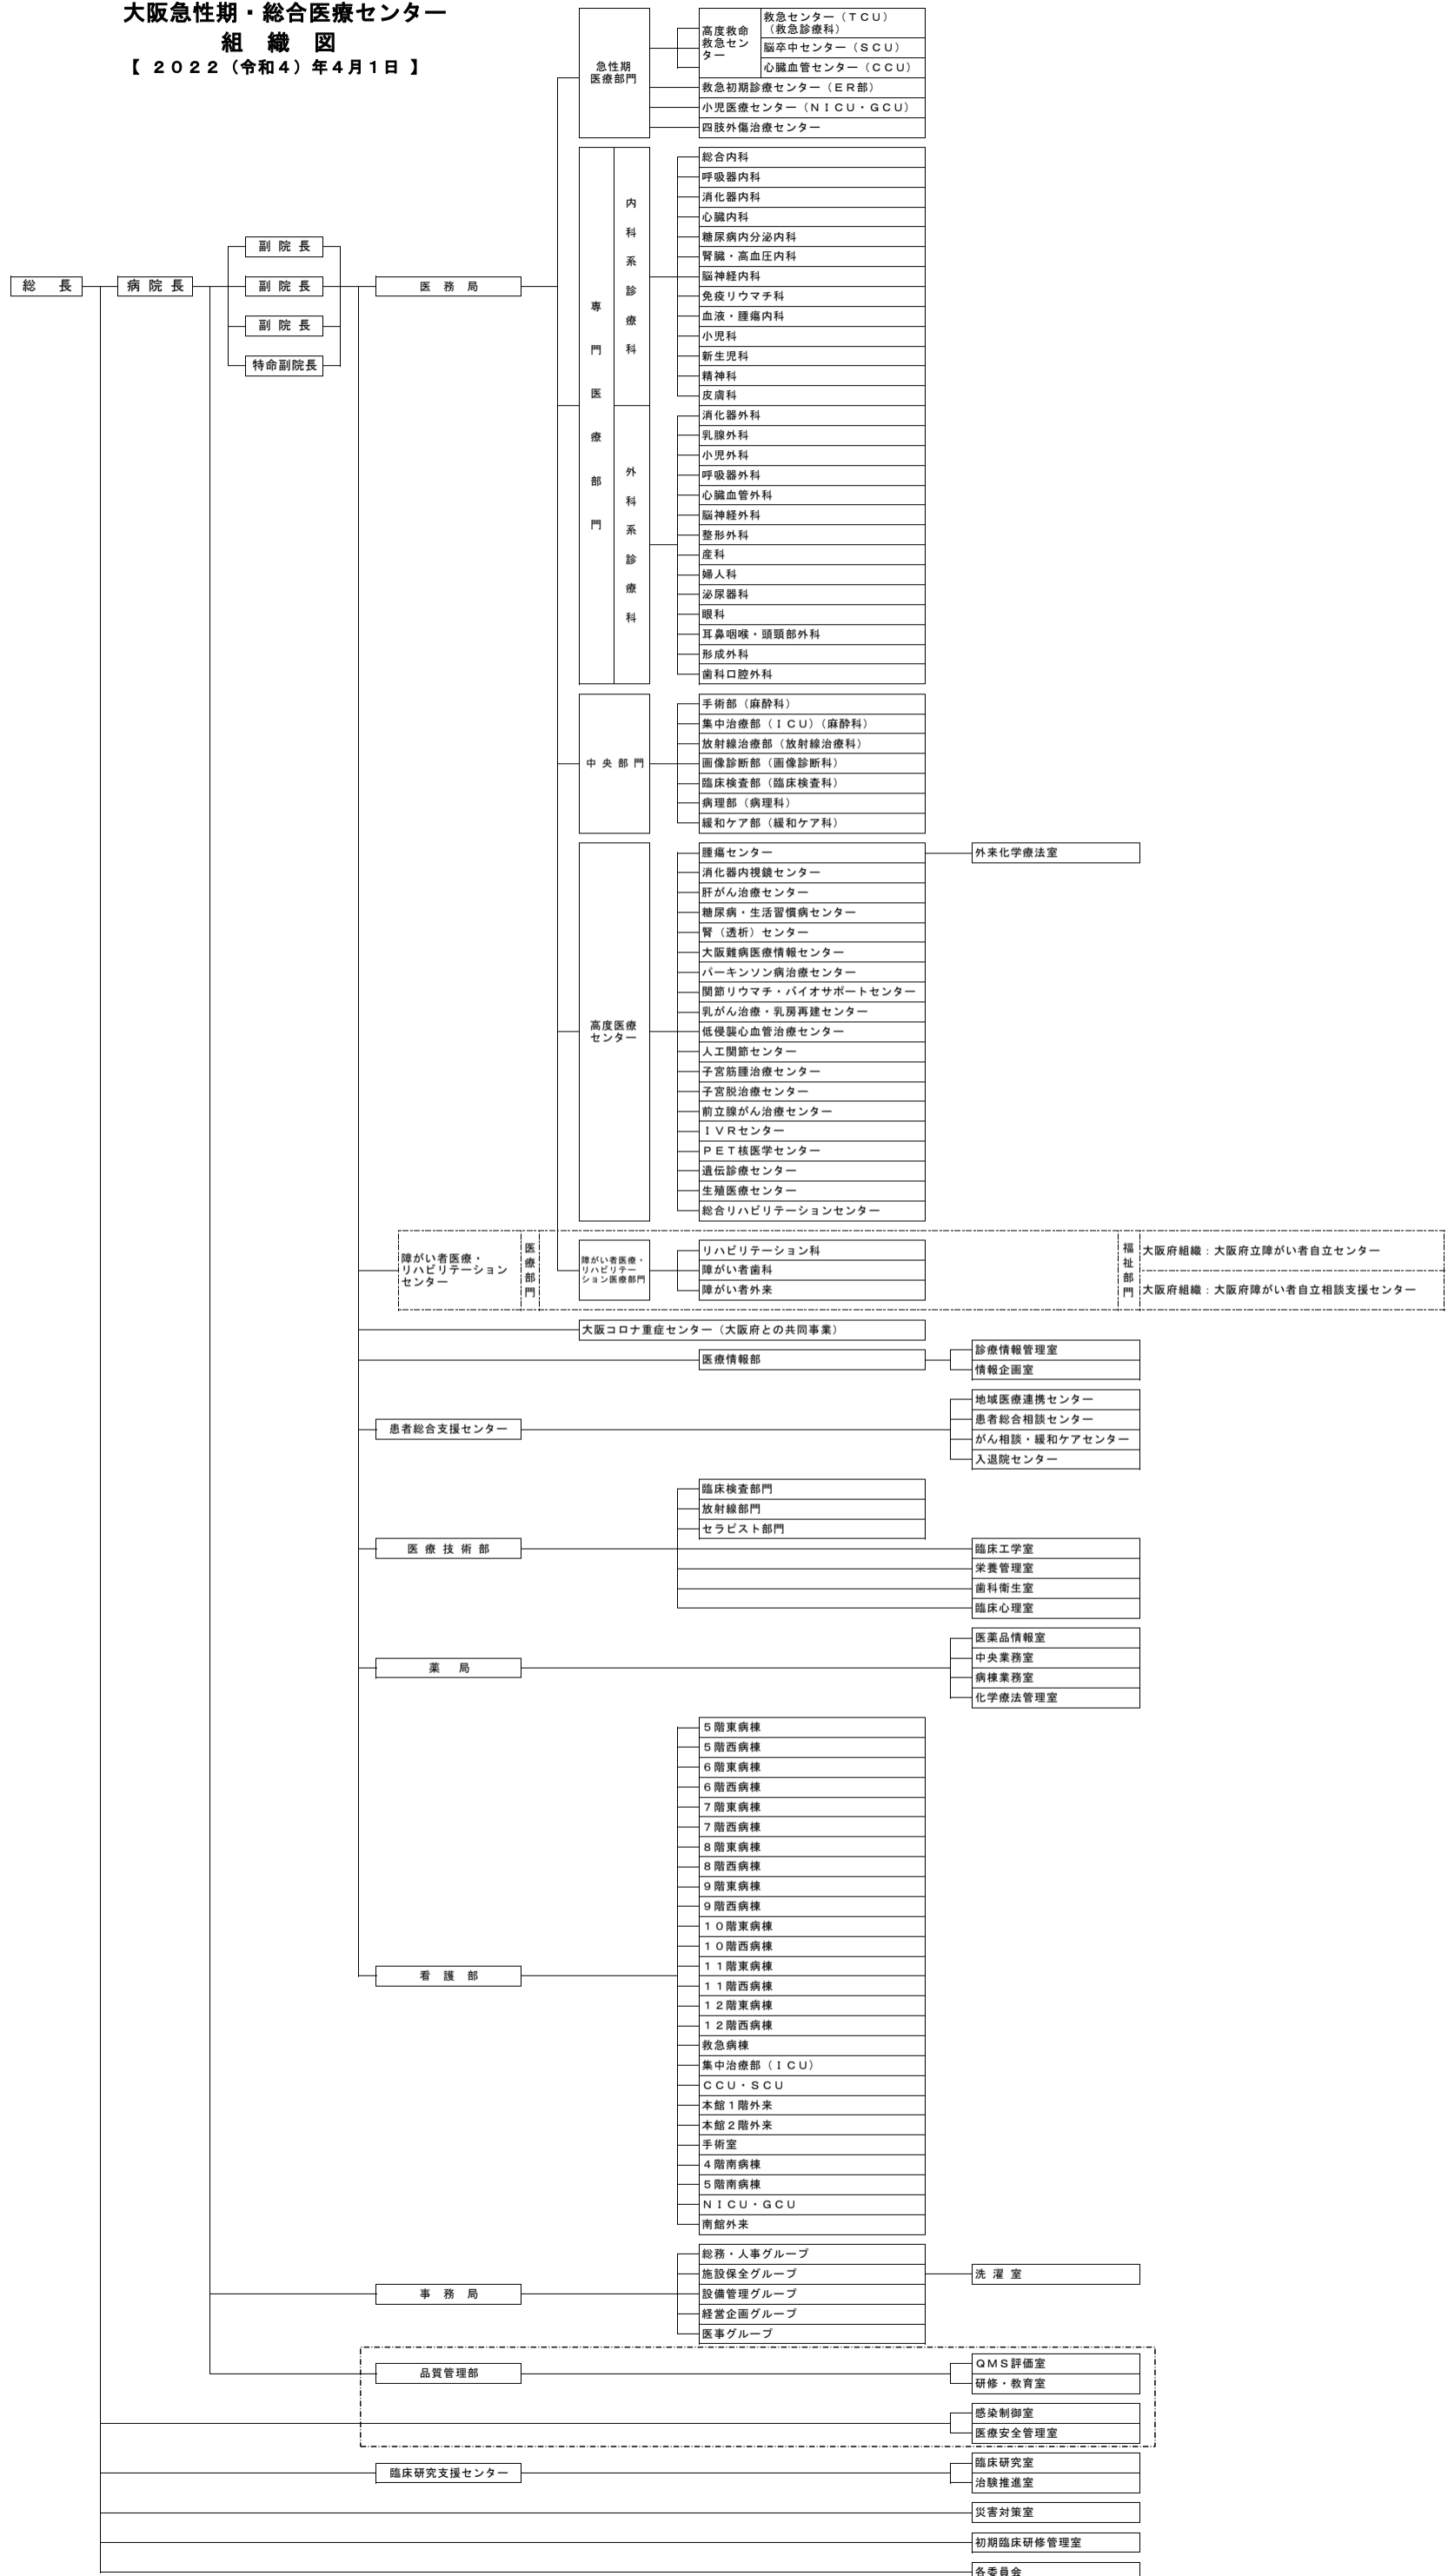 大阪急性期・総合医療センター
組　織　図
【 ２０２２（令和４）年４月１日 】
総　長
病 院 長
副 院 長
副 院 長
副 院 長
特命副院長
医　務　局
急性期
医療部門
高度救命
救急セン
ター
救急センター（ＴＣＵ）
（救急診療科）
脳卒中センター（ＳＣＵ）
心臓血管センター（ＣＣＵ）
救急初期診療センター（ＥＲ部）
小児医療センター（ＮＩＣＵ・ＧＣＵ）
四肢外傷治療センター
専門医療部門
内科系診療科
総合内科
呼吸器内科
消化器内科
心臓内科
糖尿病内分泌内科
腎臓・高血圧内科
脳神経内科
免疫リウマチ科
血液・腫瘍内科
小児科
新生児科
精神科
皮膚科
外科系診療科
消化器外科
乳腺外科
小児外科
呼吸器外科
心臓血管外科
脳神経外科
整形外科
産科
婦人科
泌尿器科
眼科
耳鼻咽喉・頭頸部外科
形成外科
歯科口腔外科
中 央 部 門
手術部（麻酔科）
集中治療部（ＩＣＵ）（麻酔科）
放射線治療部（放射線治療科）
画像診断部（画像診断科）
臨床検査部（臨床検査科）
病理部（病理科）
緩和ケア部（緩和ケア科）
高度医療
センター
腫瘍センター
外来化学療法室
消化器内視鏡センター
肝がん治療センター
糖尿病・生活習慣病センター
腎（透析）センター
大阪難病医療情報センター
パーキンソン病治療センター
関節リウマチ・バイオサポートセンター
乳がん治療・乳房再建センター
低侵襲心血管治療センター
人工関節センター
子宮筋腫治療センター
子宮脱治療センター
前立腺がん治療センター
ＩＶＲセンター
ＰＥＴ核医学センター
遺伝診療センター
生殖医療センター
総合リハビリテーションセンター
障がい者医療・
リハビリテーション
センター
医療部門
障がい者医療・
リハビリテー
ション医療部門
リハビリテーション科
障がい者歯科
障がい者外来
福祉部門
大阪府組織：大阪府立障がい者自立センター
大阪府組織：大阪府障がい者自立相談支援センター
大阪コロナ重症センター（大阪府との共同事業）
医療情報部
診療情報管理室
情報企画室
患者総合支援センター
地域医療連携センター
患者総合相談センター
がん相談・緩和ケアセンター
入退院センター
医 療 技 術 部
臨床検査部門
放射線部門
セラピスト部門
臨床工学室
栄養管理室
歯科衛生室
臨床心理室
薬　局
医薬品情報室
中央業務室
病棟業務室
化学療法管理室
看　護　部
５階東病棟
５階西病棟
６階東病棟
６階西病棟
７階東病棟
７階西病棟
８階東病棟
８階西病棟
９階東病棟
９階西病棟
１０階東病棟
１０階西病棟
１１階東病棟
１１階西病棟
１２階東病棟
１２階西病棟
救急病棟
集中治療部（ＩＣＵ）
ＣＣＵ・ＳＣＵ
本館１階外来
本館２階外来
手術室
４階南病棟
５階南病棟
ＮＩＣＵ・ＧＣＵ
南館外来
事　務　局
総務・人事グループ
施設保全グループ
洗 濯 室
設備管理グループ
経営企画グループ
医事グループ
品質管理部
ＱＭＳ評価室
研修・教育室
感染制御室
医療安全管理室
臨床研究支援センター
臨床研究室
治験推進室
災害対策室
初期臨床研修管理室
各委員会